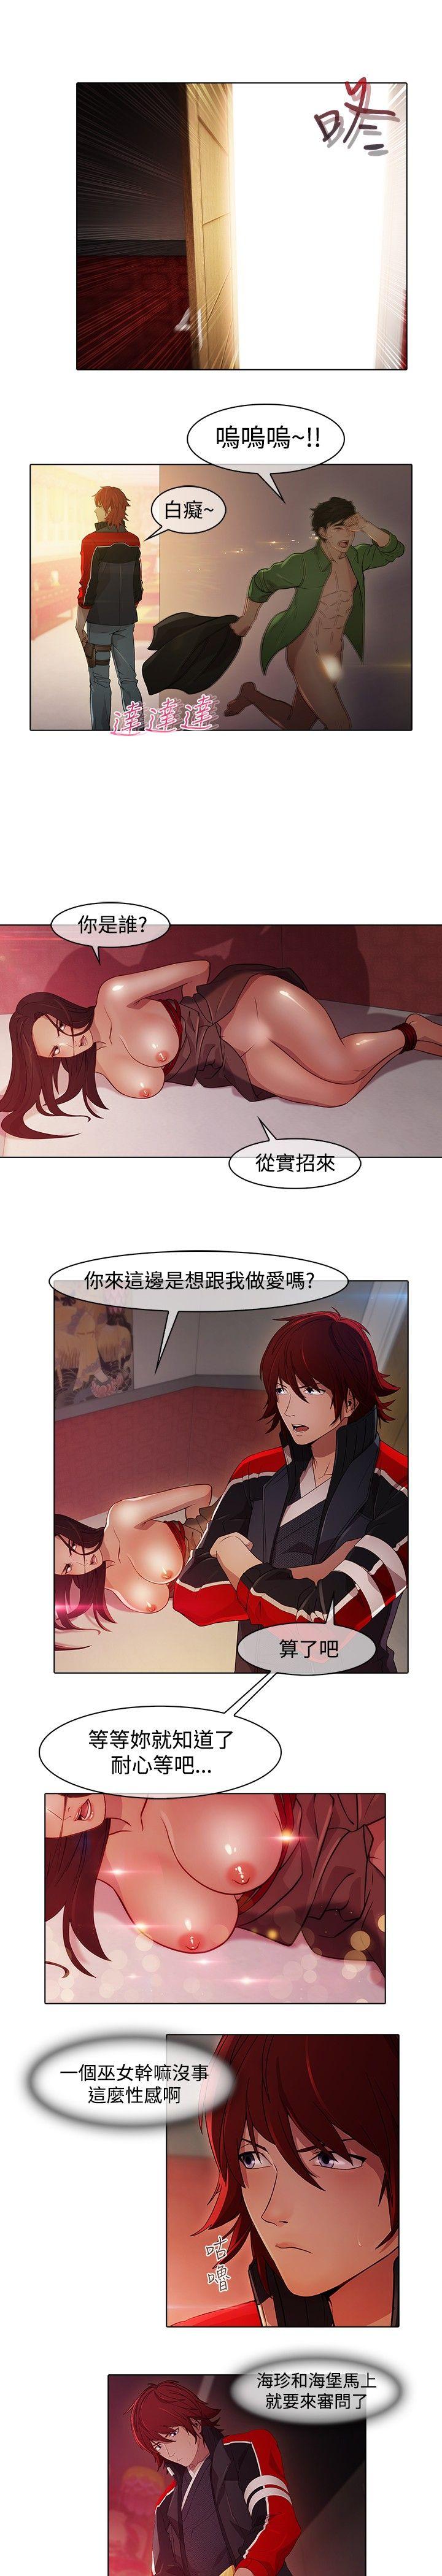 咚
嗚嗚嗚~!!
白癡~
達達達
你是誰?
從實招來
你來這邊是想跟我做愛嗎?
算了吧
等等妳就知道了
耐心等吧...
一個巫女幹嘛沒事
這麼性感啊
咕嚕
海珍和海堡馬上
就要來審問了